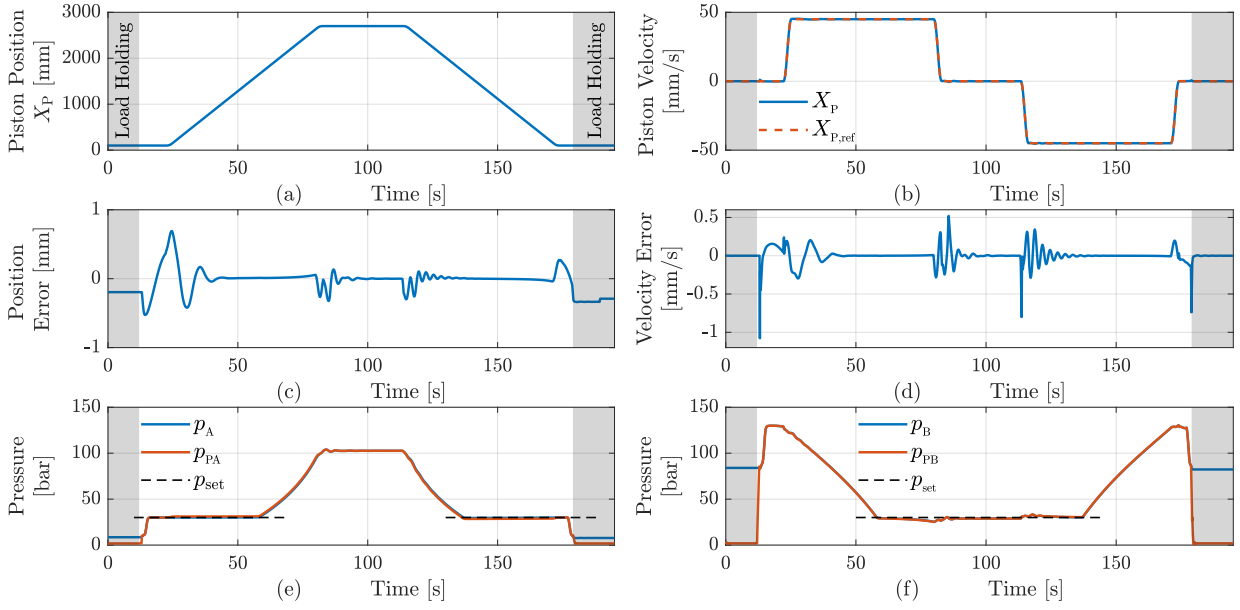 Piston Position
X_P [mm]
3000
2000
1000
0
Load Holding
Load Holding
0
50
100
150
(a)
Time [s]
Piston Velocity
[mm/s]
50
0
-50
X_P
X_P,ref
0
50
100
150
(b)
Time [s]
Position
Error [mm]
1
0
-1
0
50
100
150
(c)
Time [s]
Velocity Error
[mm/s]
0.5
0
-0.5
-1
0
50
100
150
(d)
Time [s]
Pressure
[bar]
150
100
50
0
p_A
p_PA
p_set
0
50
100
150
(e)
Time [s]
Pressure
[bar]
150
100
50
0
p_B
p_PB
p_set
0
50
100
150
(f)
Time [s]